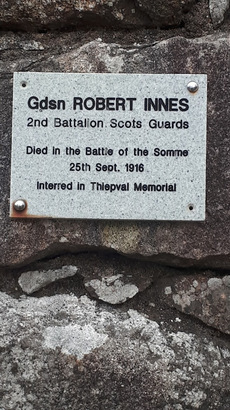 Gdsn ROBERT INNES
2nd Battalion Scots Guards
Died in the Battle of the Somme
25th Sept. 1916
Interred in Thiepval Memorial